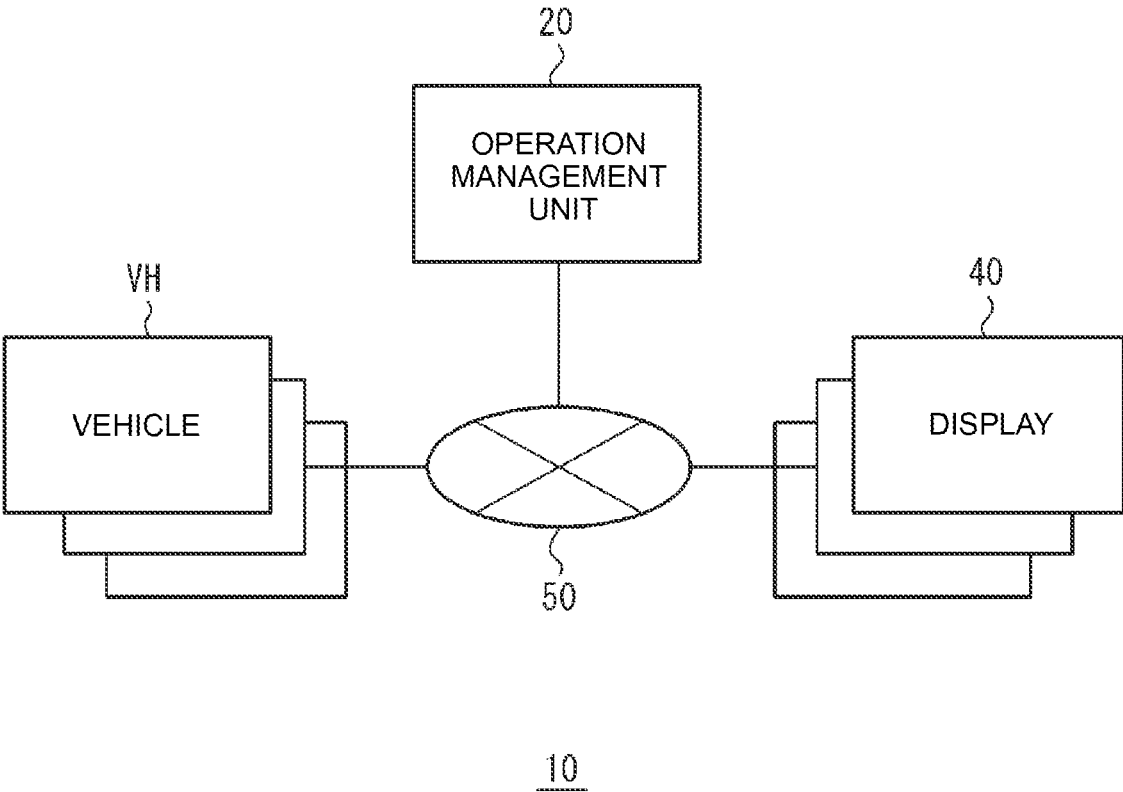 20
OPERATION
MANAGEMENT
UNIT
VH
40
VEHICLE
DISPLAY
50
10